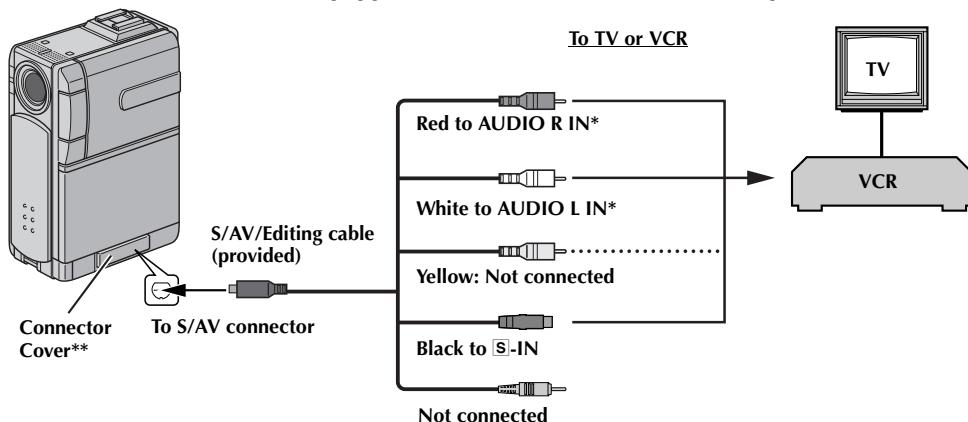 To TV or VCR
TV
Red to AUDIO R IN*
VCR
White to AUDIO L IN*
S/AV/Editing cable
(provided)
Yellow: Not connected
Connector
Cover**
To S/AV connector
Black to S-IN
Not connected